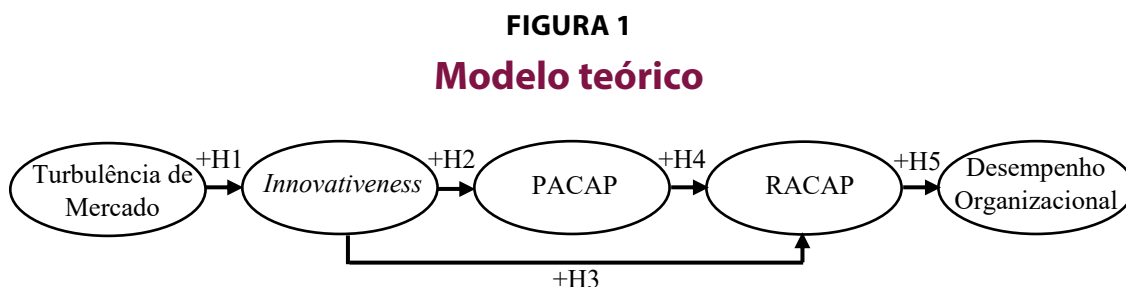 FIGURA 1
Modelo teórico
+H1
+H2
+H4
+H5
Turbulência de
Mercado
Innovativeness
PACAP
RACAP
Desempenho
Organizacional
+H3